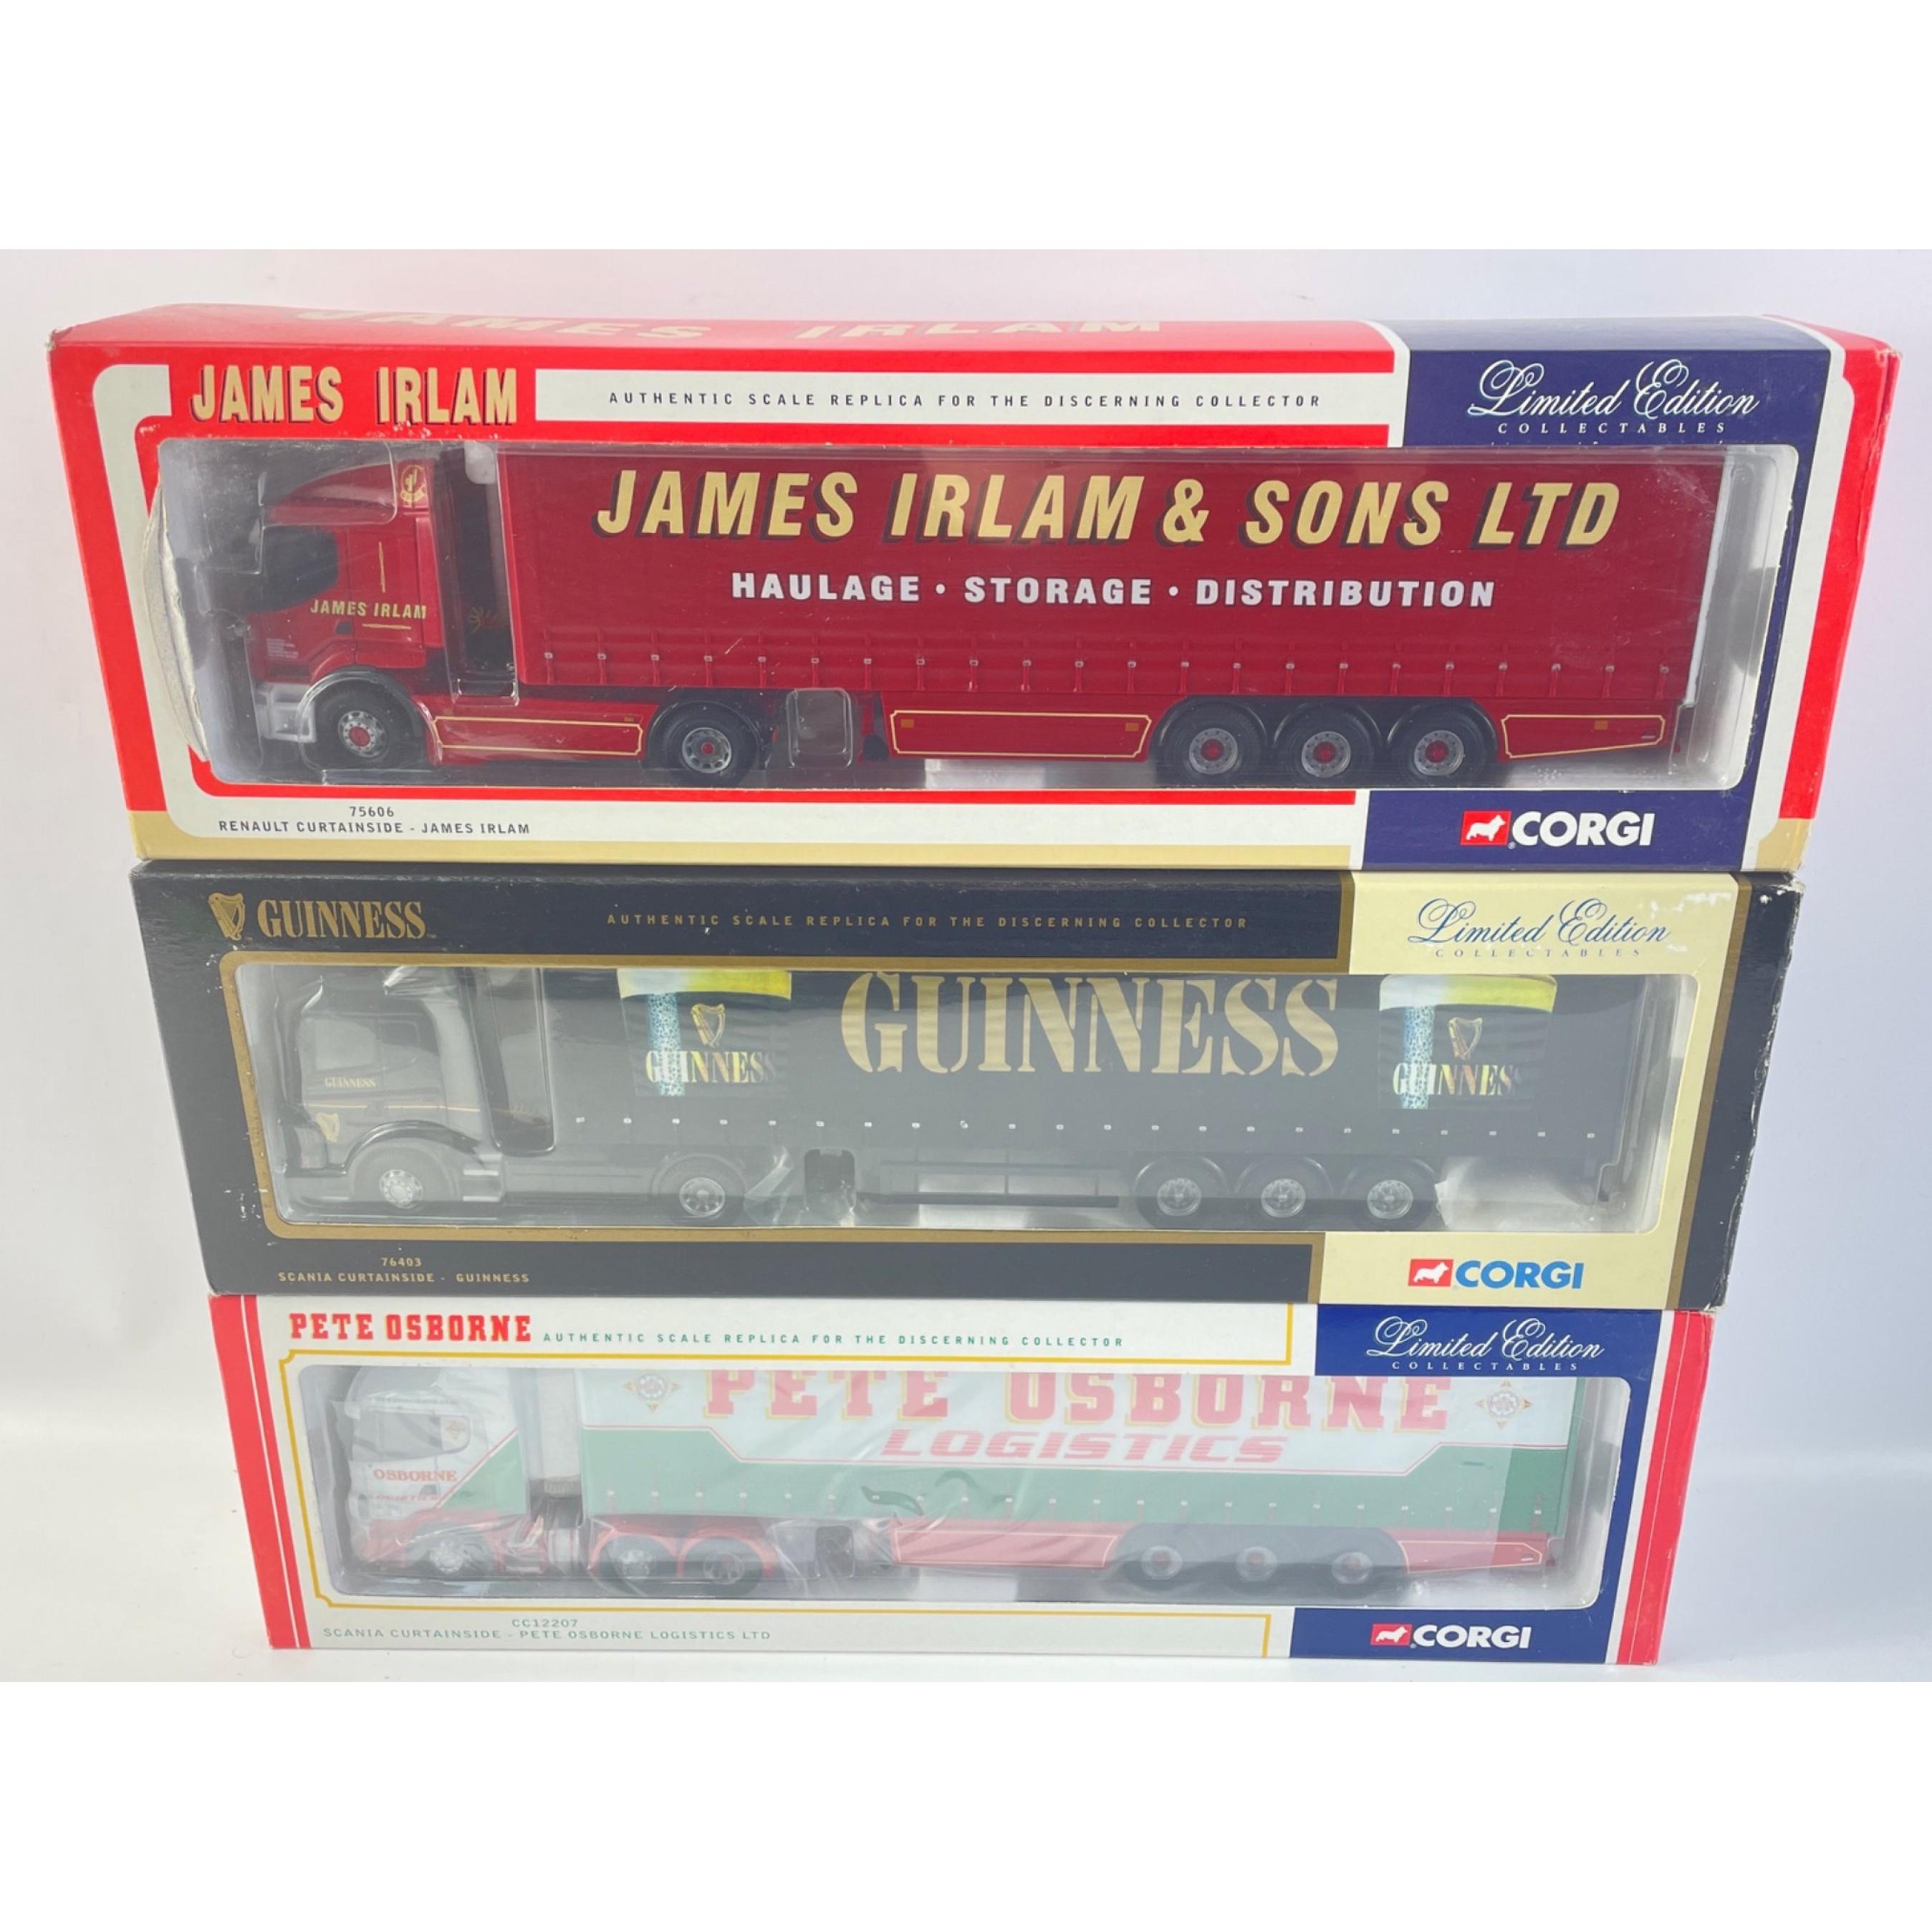 JAMES IRLAM
JAMES IRLAM AUTHENTIC SCALE REPLICA FOR THE DISCERNING COLLECTOR
Limited Edition
COLLECTABLES
JAMES IRLAM & SONS LTD
HAULAGE • STORAGE • DISTRIBUTION
JAMES IRLAM
75606
RENAULT CURTAINSIDE - JAMES IRLAM
CORGI
GUINNESS AUTHENTIC SCALE REPLICA FOR THE DISCERNING COLLECTOR
Limited Edition
COLLECTABLES
GUINNESS
GUINNESS
GUINNESS
GUINNESS
76403
SCANIA CURTAINSIDE - GUINNESS
CORGI
PETE OSBORNE AUTHENTIC SCALE REPLICA FOR THE DISCERNING COLLECTOR
Limited Edition
COLLECTABLES
PETE OSBORNE
LOGISTICS
OSBORNE
LOGISTICS
CC12207
SCANIA CURTAINSIDE - PETE OSBORNE LOGISTICS LTD
CORGI